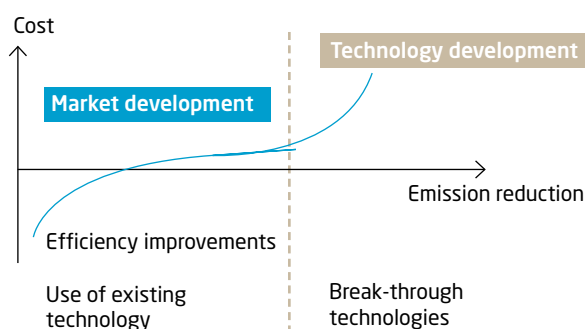 Cost
Technology development
Market development
Emission reduction
Efficiency improvements
Use of existing
technology
Break-through
technologies